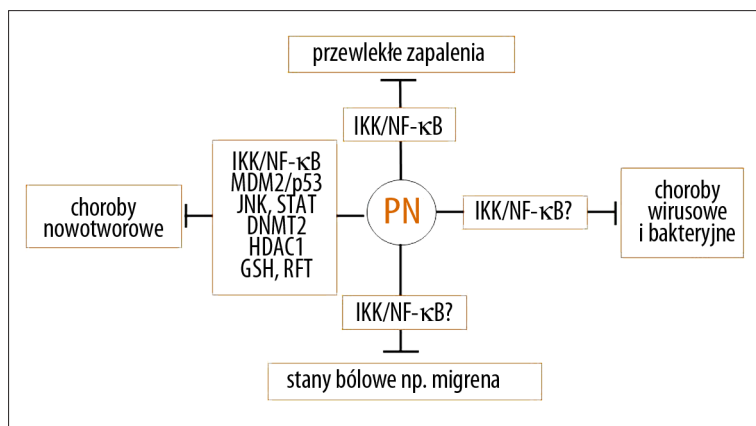 przewlekłe zapalenia
IKK/NF-κB
IKK/NF-κB
MDM2/p53
JNK, STAT
DNMT2
HDAC1
GSH, RFT
choroby
nowotworowe
PN
IKK/NF-κB?
choroby
wirusowe
i bakteryjne
IKK/NF-κB?
stany bólowe np. migrena